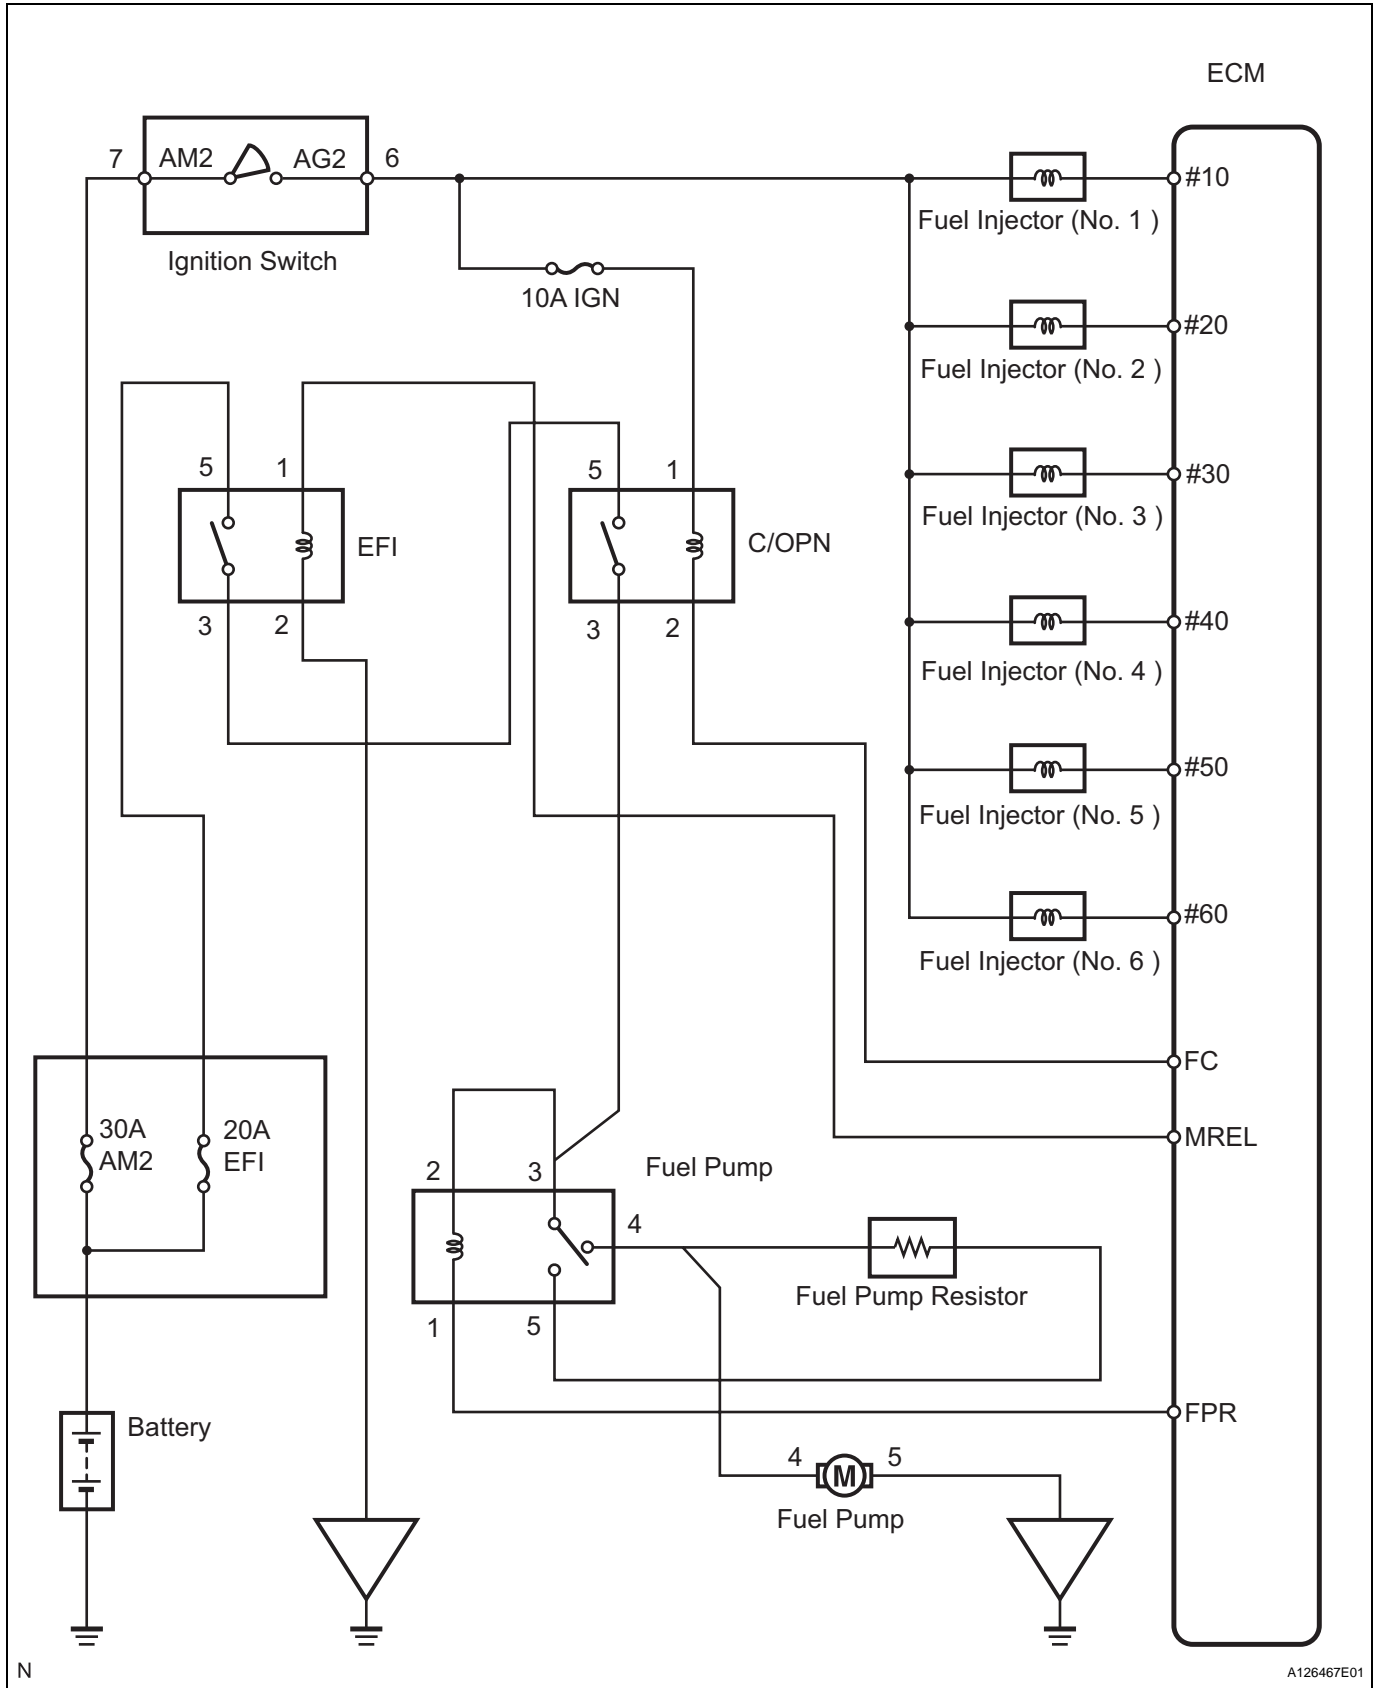 ECM
7 AM2 AG2 6
#10
Fuel Injector (No. 1 )
Ignition Switch
10A IGN
#20
Fuel Injector (No. 2 )
5 1
5 1
#30
Fuel Injector (No. 3 )
EFI
C/OPN
3 2
3 2
#40
Fuel Injector (No. 4 )
#50
Fuel Injector (No. 5 )
#60
Fuel Injector (No. 6 )
FC
30A
AM2
20A
EFI
MREL
2 3
Fuel Pump
4
Fuel Pump Resistor
1 5
FPR
Battery
4 M 5
Fuel Pump
N
A126467E01